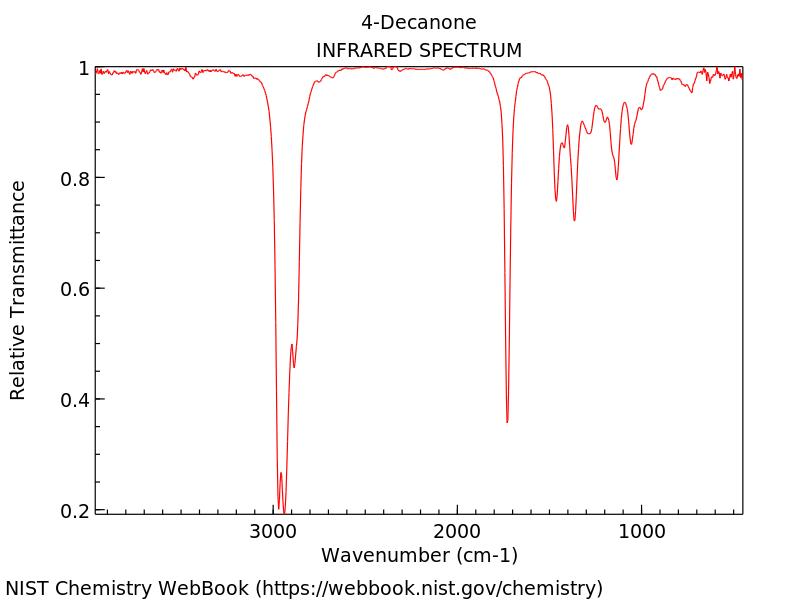 4-Decanone
INFRARED SPECTRUM
1
0.8
0.6
0.4
0.2
Relative Transmittance
3000 2000 1000
Wavenumber (cm-1)
NIST Chemistry WebBook (https://webbook.nist.gov/chemistry)